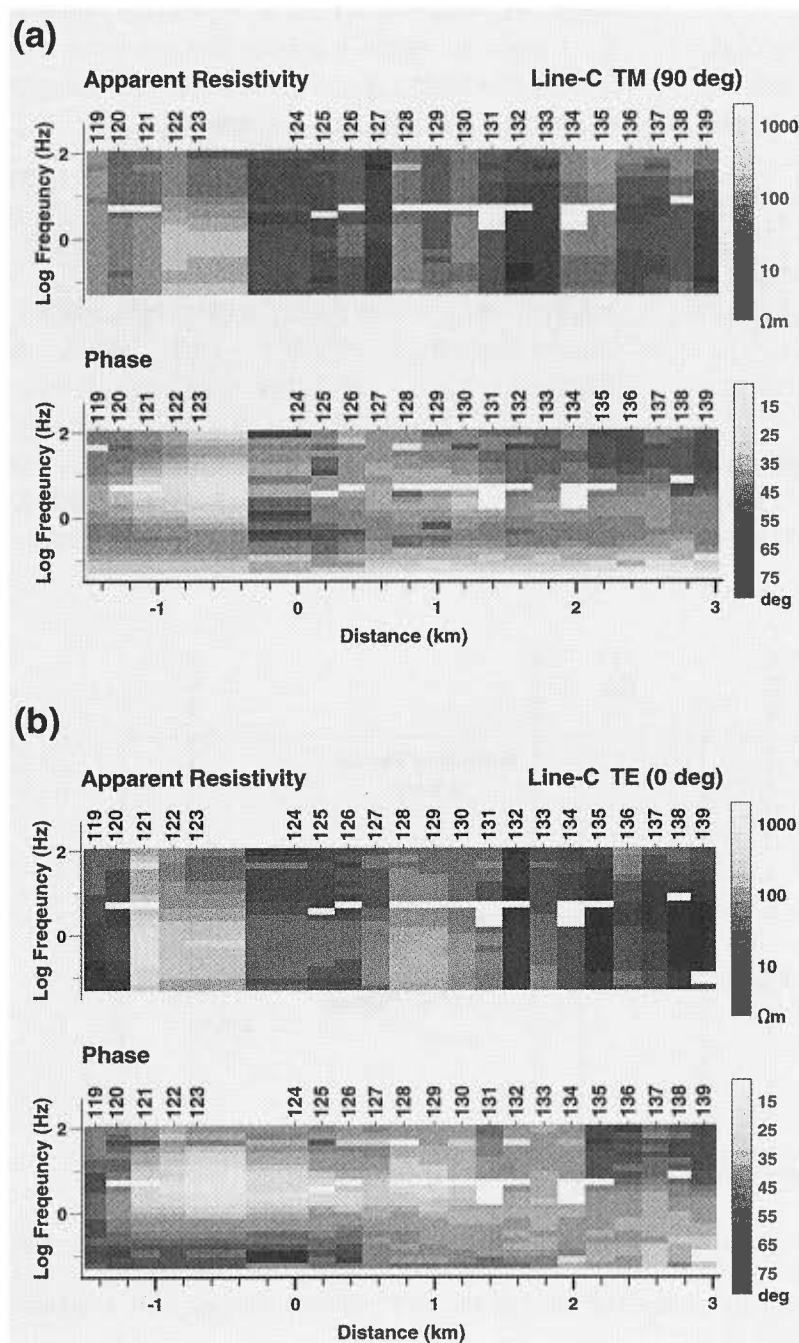 (a)
Apparent Resistivity Line-C TM (90 deg)
119 120 121 122 123 124 125 126 127 128 129 130 131 132 133 134 135 136 137 138 139
Log Freqeuncy (Hz)
2
0
1000
100
10
Ωm
Phase
119 120 121 122 123 124 125 126 127 128 129 130 131 132 133 134 135 136 137 138 139
Log Freqeuncy (Hz)
2
0
15
25
35
45
55
65
75
deg
-1 0 1 2 3
Distance (km)
(b)
Apparent Resistivity Line-C TE (0 deg)
119 120 121 122 123 124 125 126 127 128 129 130 131 132 133 134 135 136 137 138 139
Log Freqeuncy (Hz)
2
0
1000
100
10
Ωm
Phase
119 120 121 122 123 124 125 126 127 128 129 130 131 132 133 134 135 136 137 138 139
Log Freqeuncy (Hz)
2
0
15
25
35
45
55
65
75
deg
-1 0 1 2 3
Distance (km)